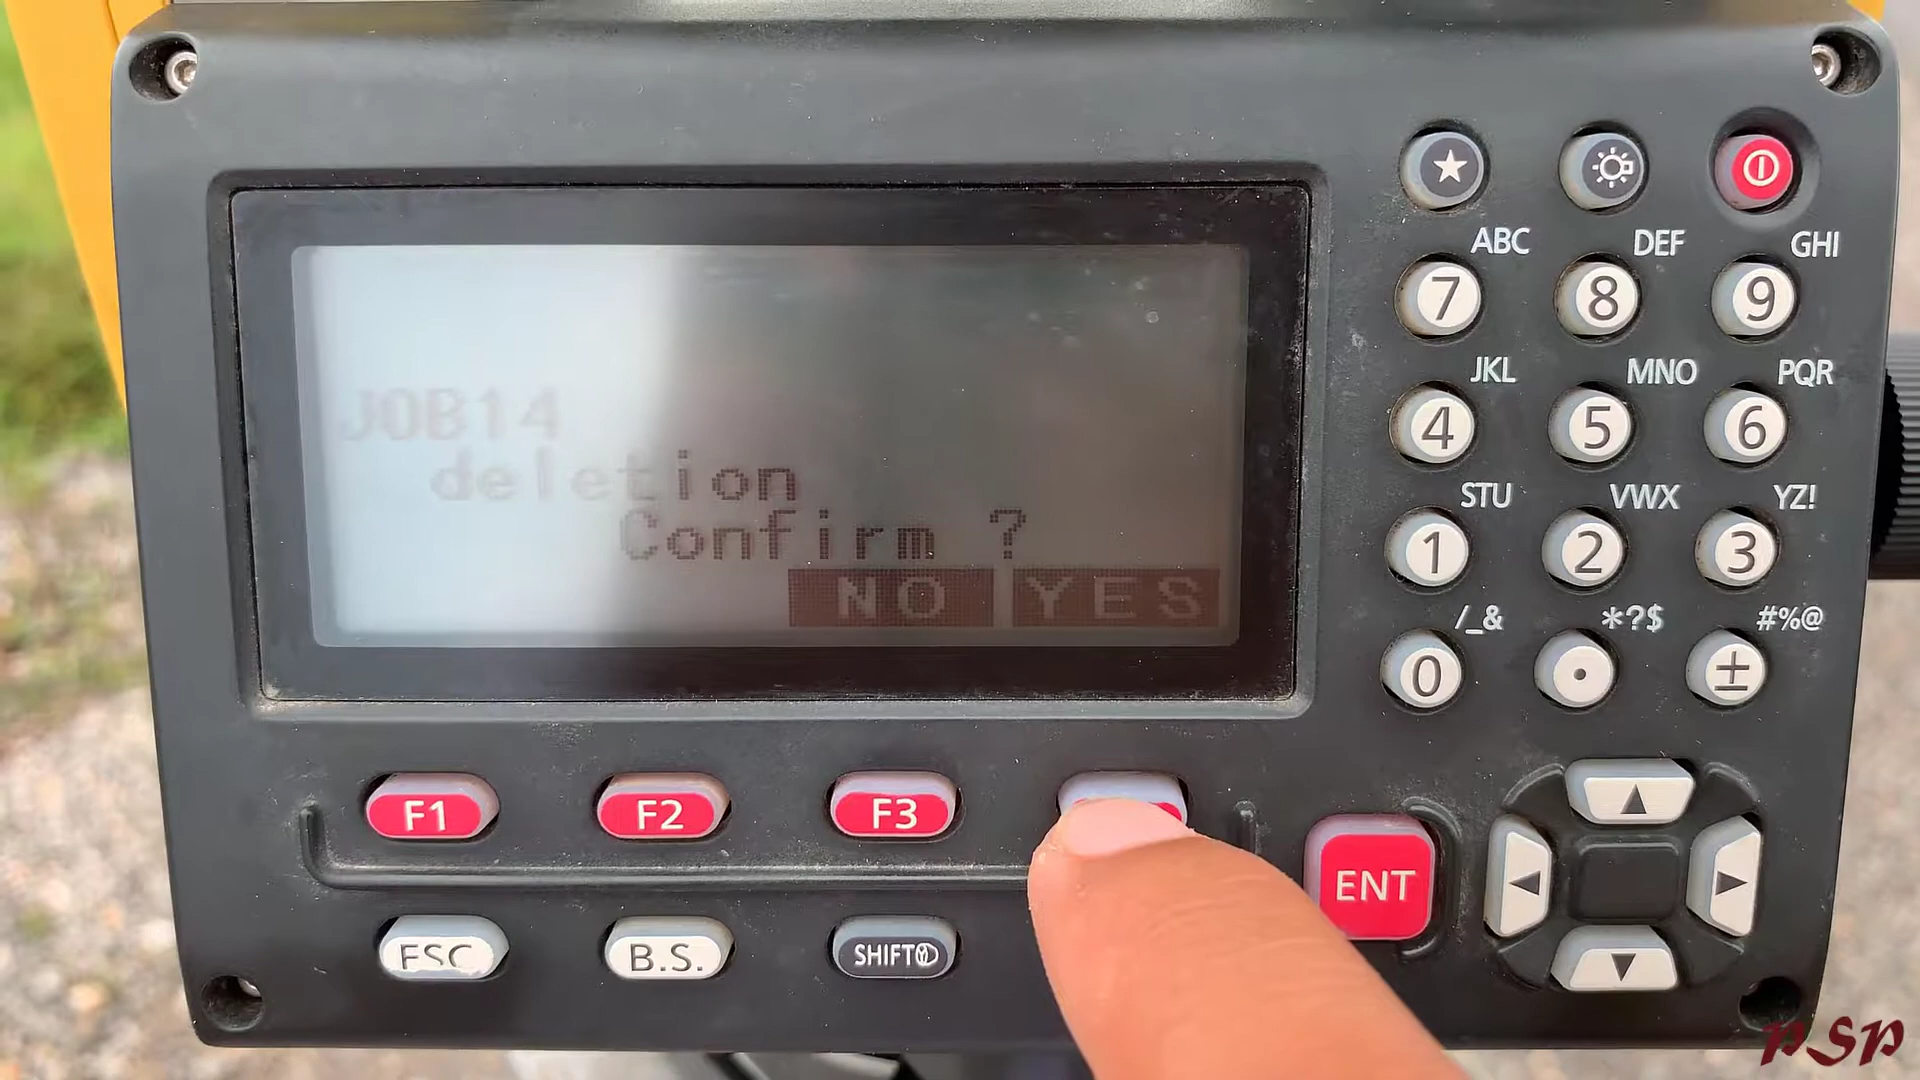 JOB14
deletion
Confirm ?
NO YES
ABC DEF GHI
7 8 9
JKL MNO PQR
4 5 6
STU VWX YZ!
1 2 3
/_& *?$ #%@
0 . ±
F1 F2 F3
ENT
ESC B.S. SHIFT
PSP